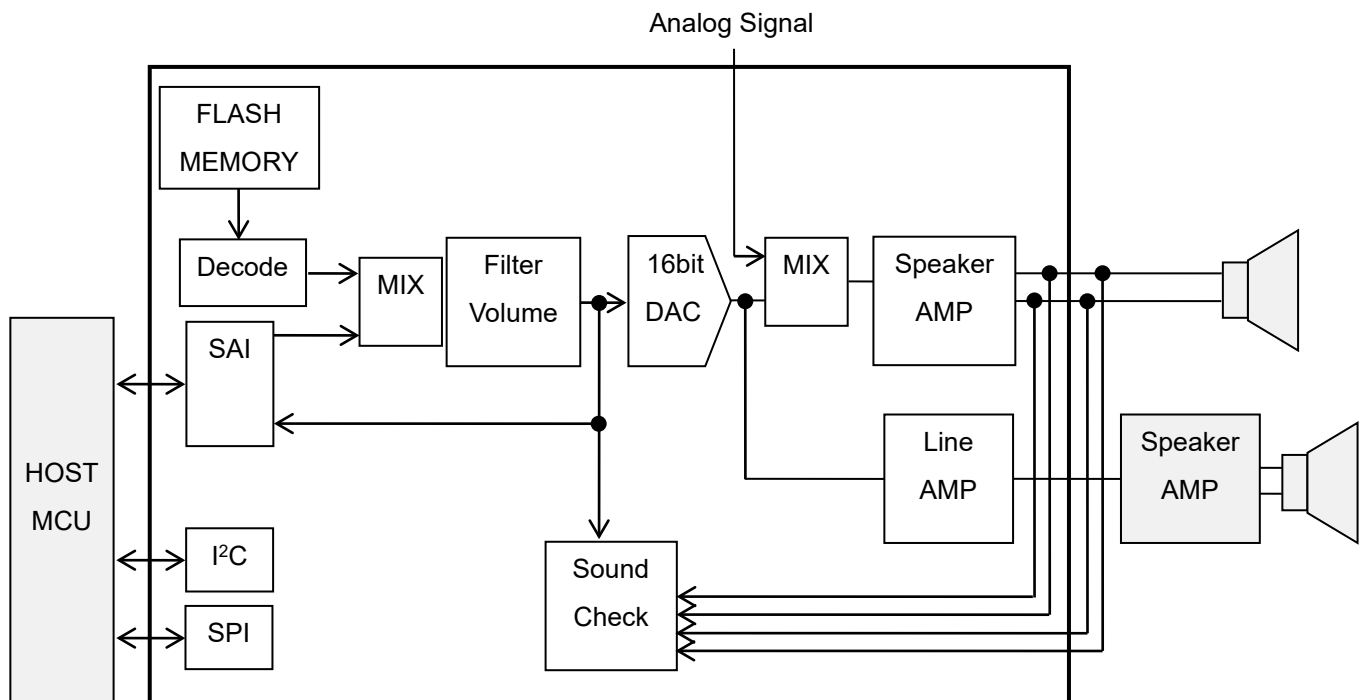 Analog Signal
FLASH
MEMORY
Decode
MIX
Filter
Volume
16bit
DAC
MIX
Speaker
AMP
SAI
HOST
MCU
Line
AMP
Speaker
AMP
I²C
SPI
Sound
Check